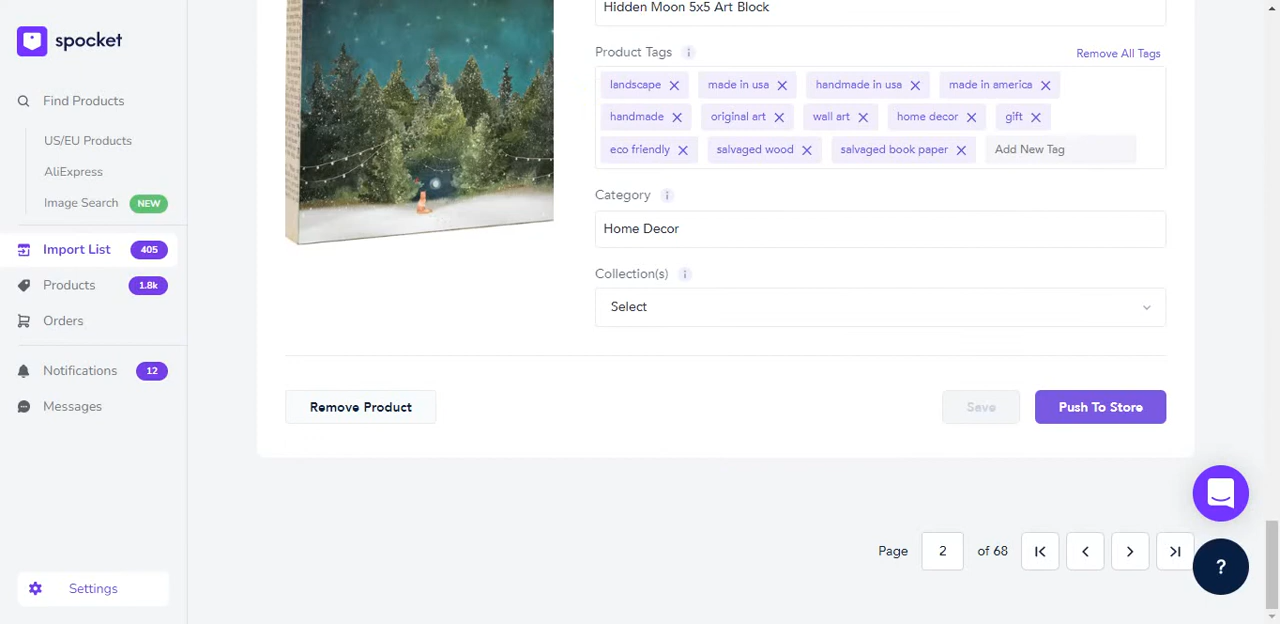 spocket
Find Products
US/EU Products
AliExpress
Image Search NEW
Import List 405
Products 1.8k
Orders
Notifications 12
Messages
Settings
Hidden Moon 5x5 Art Block
Product Tags i
Remove All Tags
landscape made in usa handmade in usa made in america
handmade original art wall art home decor gift
eco friendly salvaged wood salvaged book paper Add New Tag
Category i
Home Decor
Collection(s) i
Select
Remove Product
Save
Push To Store
Page 2 of 68
?